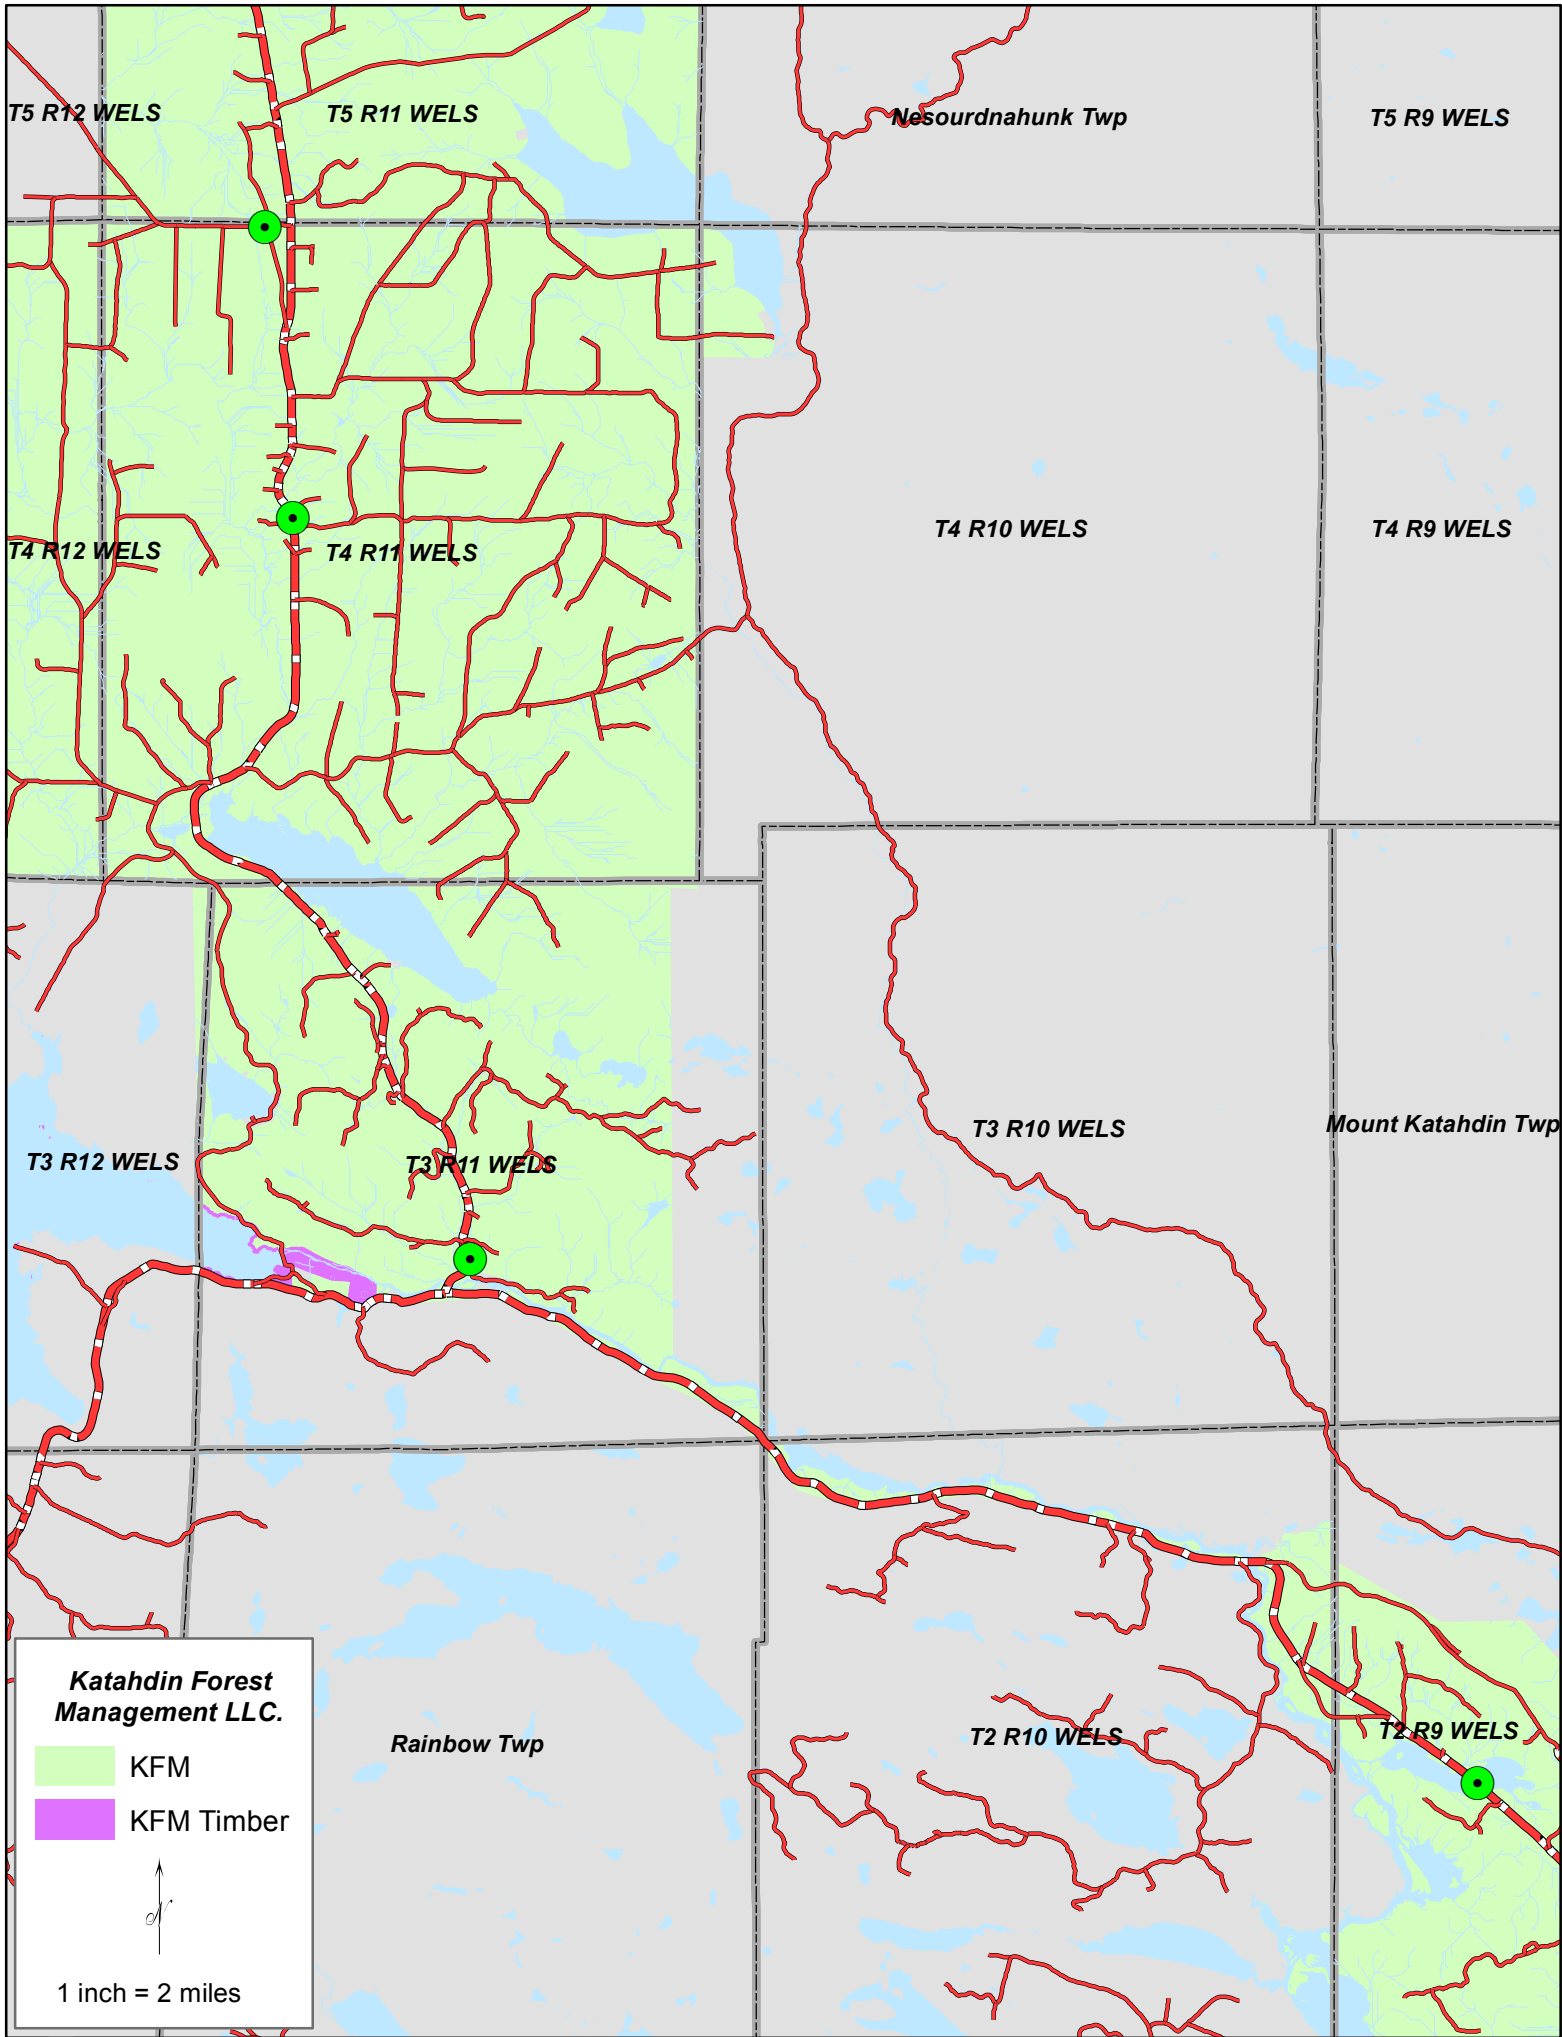 T5 R12 WELS
T5 R11 WELS
Nesourdnahunk Twp
T5 R9 WELS
T4 R12 WELS
T4 R11 WELS
T4 R10 WELS
T4 R9 WELS
T3 R12 WELS
T3 R11 WELS
T3 R10 WELS
Mount Katahdin Twp
Rainbow Twp
T2 R10 WELS
T2 R9 WELS
Katahdin Forest
Management LLC.
KFM
KFM Timber
N
1 inch = 2 miles